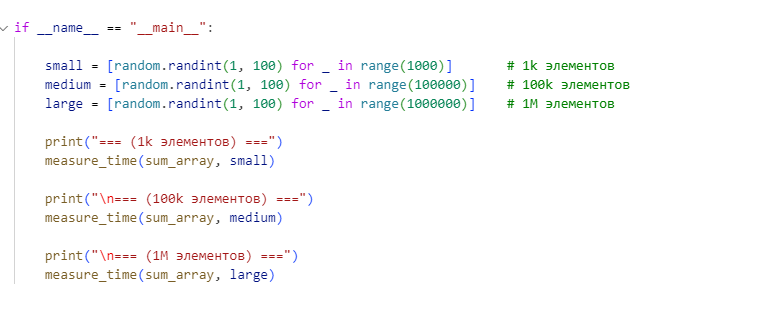 if __name__ == "__main__":
    small = [random.randint(1, 100) for _ in range(1000)]       # 1k элементов
    medium = [random.randint(1, 100) for _ in range(100000)]    # 100k элементов
    large = [random.randint(1, 100) for _ in range(1000000)]    # 1M элементов
    print("=== (1k элементов) ===")
    measure_time(sum_array, small)
    print("\n=== (100k элементов) ===")
    measure_time(sum_array, medium)
    print("\n=== (1M элементов) ===")
    measure_time(sum_array, large)